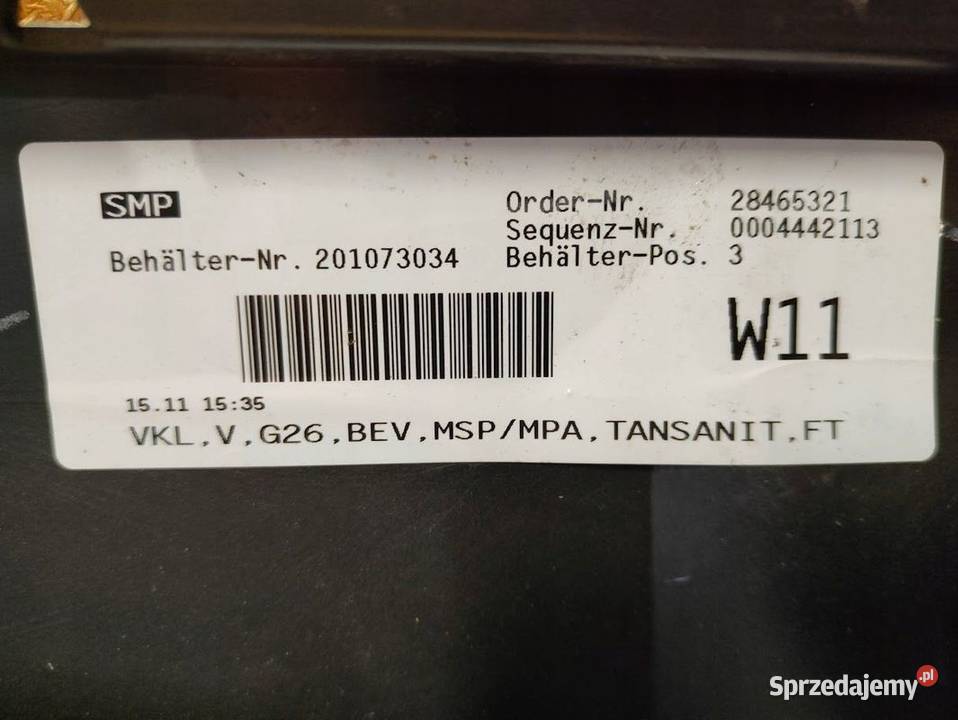 SMP
Order-Nr. 28465321
Sequenz-Nr. 0004442113
Behälter-Nr. 201073034 Behälter-Pos. 3
W11
15.11 15:35
VKL,V,G26,BEV,MSP/MPA,TANSANIT,FT
Sprzedajemy.pl